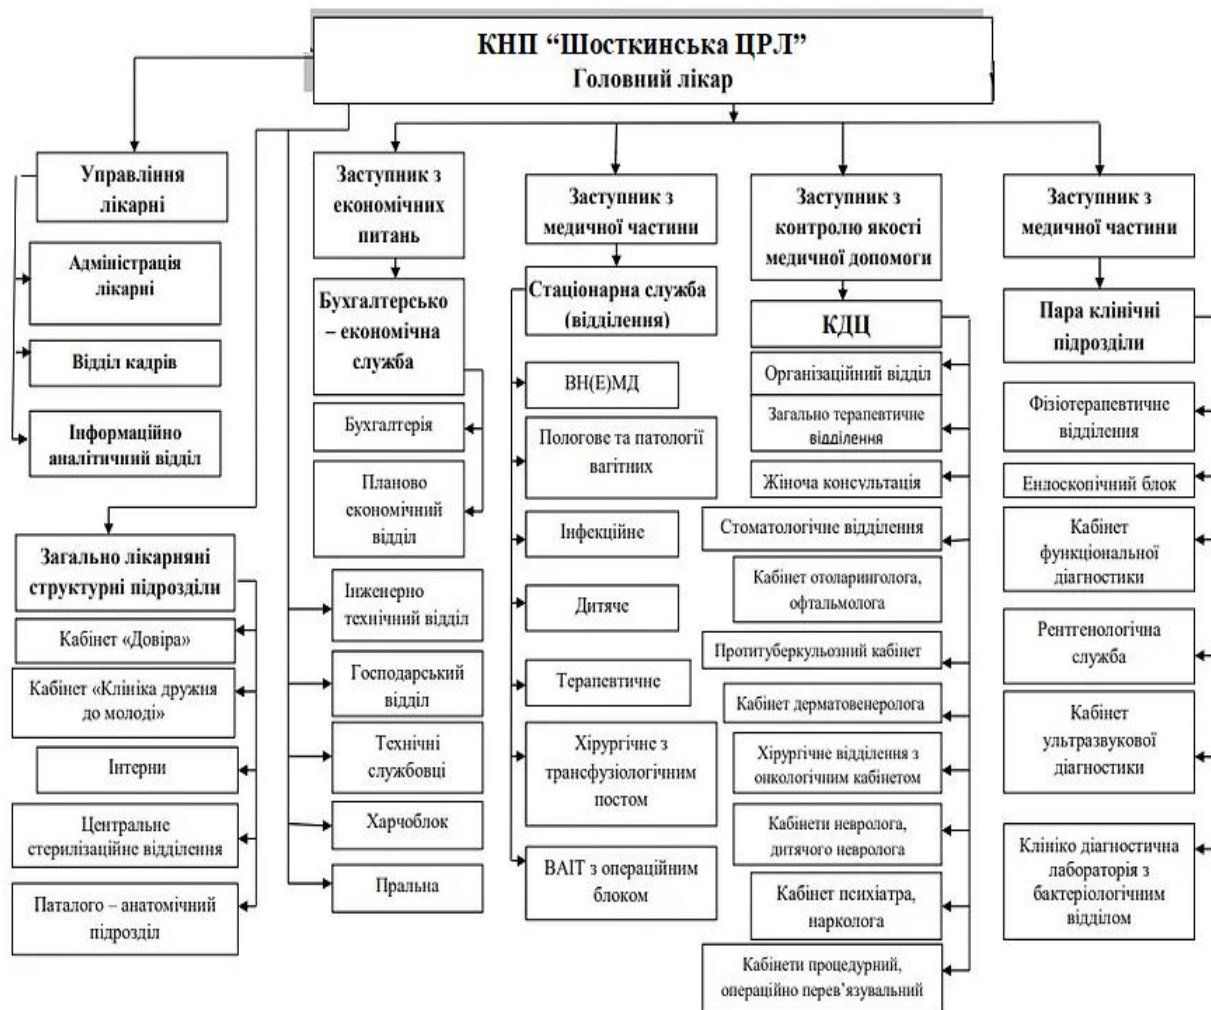 КНП “Шосткинська ЦРЛ”
Головний лікар
Управління
лікарні
Адміністрація
лікарні
Відділ кадрів
Інформаційно
аналітичний відділ
Загально лікарняні
структурні підрозділи
Кабінет «Довіра»
Кабінет «Клініка дружня
до молоді»
Інтерни
Центральне
стерилізаційне відділення
Паталого – анатомічний
підрозділ
Заступник з
економічних
питань
Бухгалтерсько
– економічна
служба
Бухгалтерія
Планово
економічний
відділ
Інженерно
технічний відділ
Господарський
відділ
Технічні
службовці
Харчоблок
Пральна
Заступник з
медичної частини
Стаціонарна служба
(відділення)
ВН(Е)МД
Пологове та патології
вагітних
Інфекційне
Дитяче
Терапевтичне
Хірургічне з
трансфузіологічним
постом
ВАІТ з операційним
блоком
Заступник з
контролю якості
медичної допомоги
КДЦ
Організаційний відділ
Загально терапевтичне
відділення
Жіноча консультація
Стоматологічне відділення
Кабінет отоларинголога,
офтальмолога
Протитуберкульозний кабінет
Кабінет дерматовенеролога
Хірургічне відділення з
онкологічним кабінетом
Кабінети невролога,
дитячого невролога
Кабінет психіатра,
нарколога
Кабінети процедурний,
операційно перев’язувальний
Заступник з
медичної частини
Пара клінічні
підрозділи
Фізіотерапевтичне
відділення
Ендоскопічний блок
Кабінет
функціональної
діагностики
Рентгенологічна
служба
Кабінет
ультразвукової
діагностики
Клініко діагностична
лабораторія з
бактеріологічним
відділом